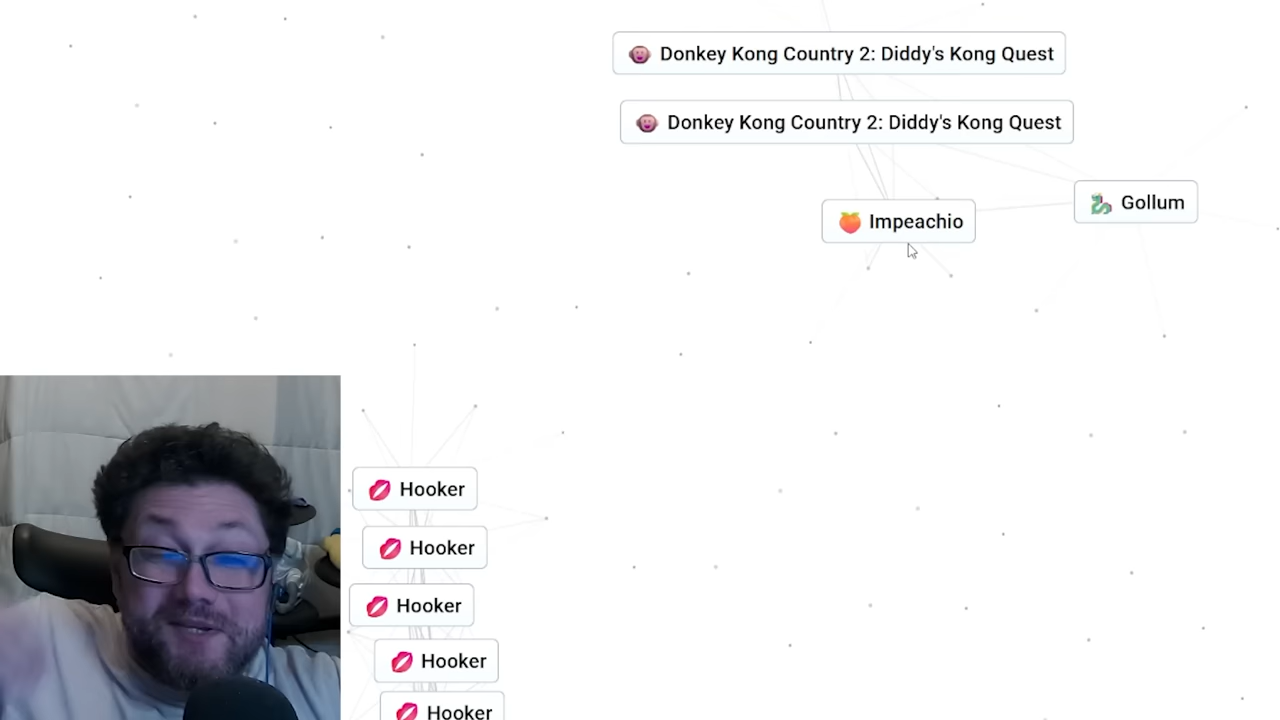 Donkey Kong Country 2: Diddy's Kong Quest
Donkey Kong Country 2: Diddy's Kong Quest
Gollum
Impeachio
Hooker
Hooker
Hooker
Hooker
Hooker